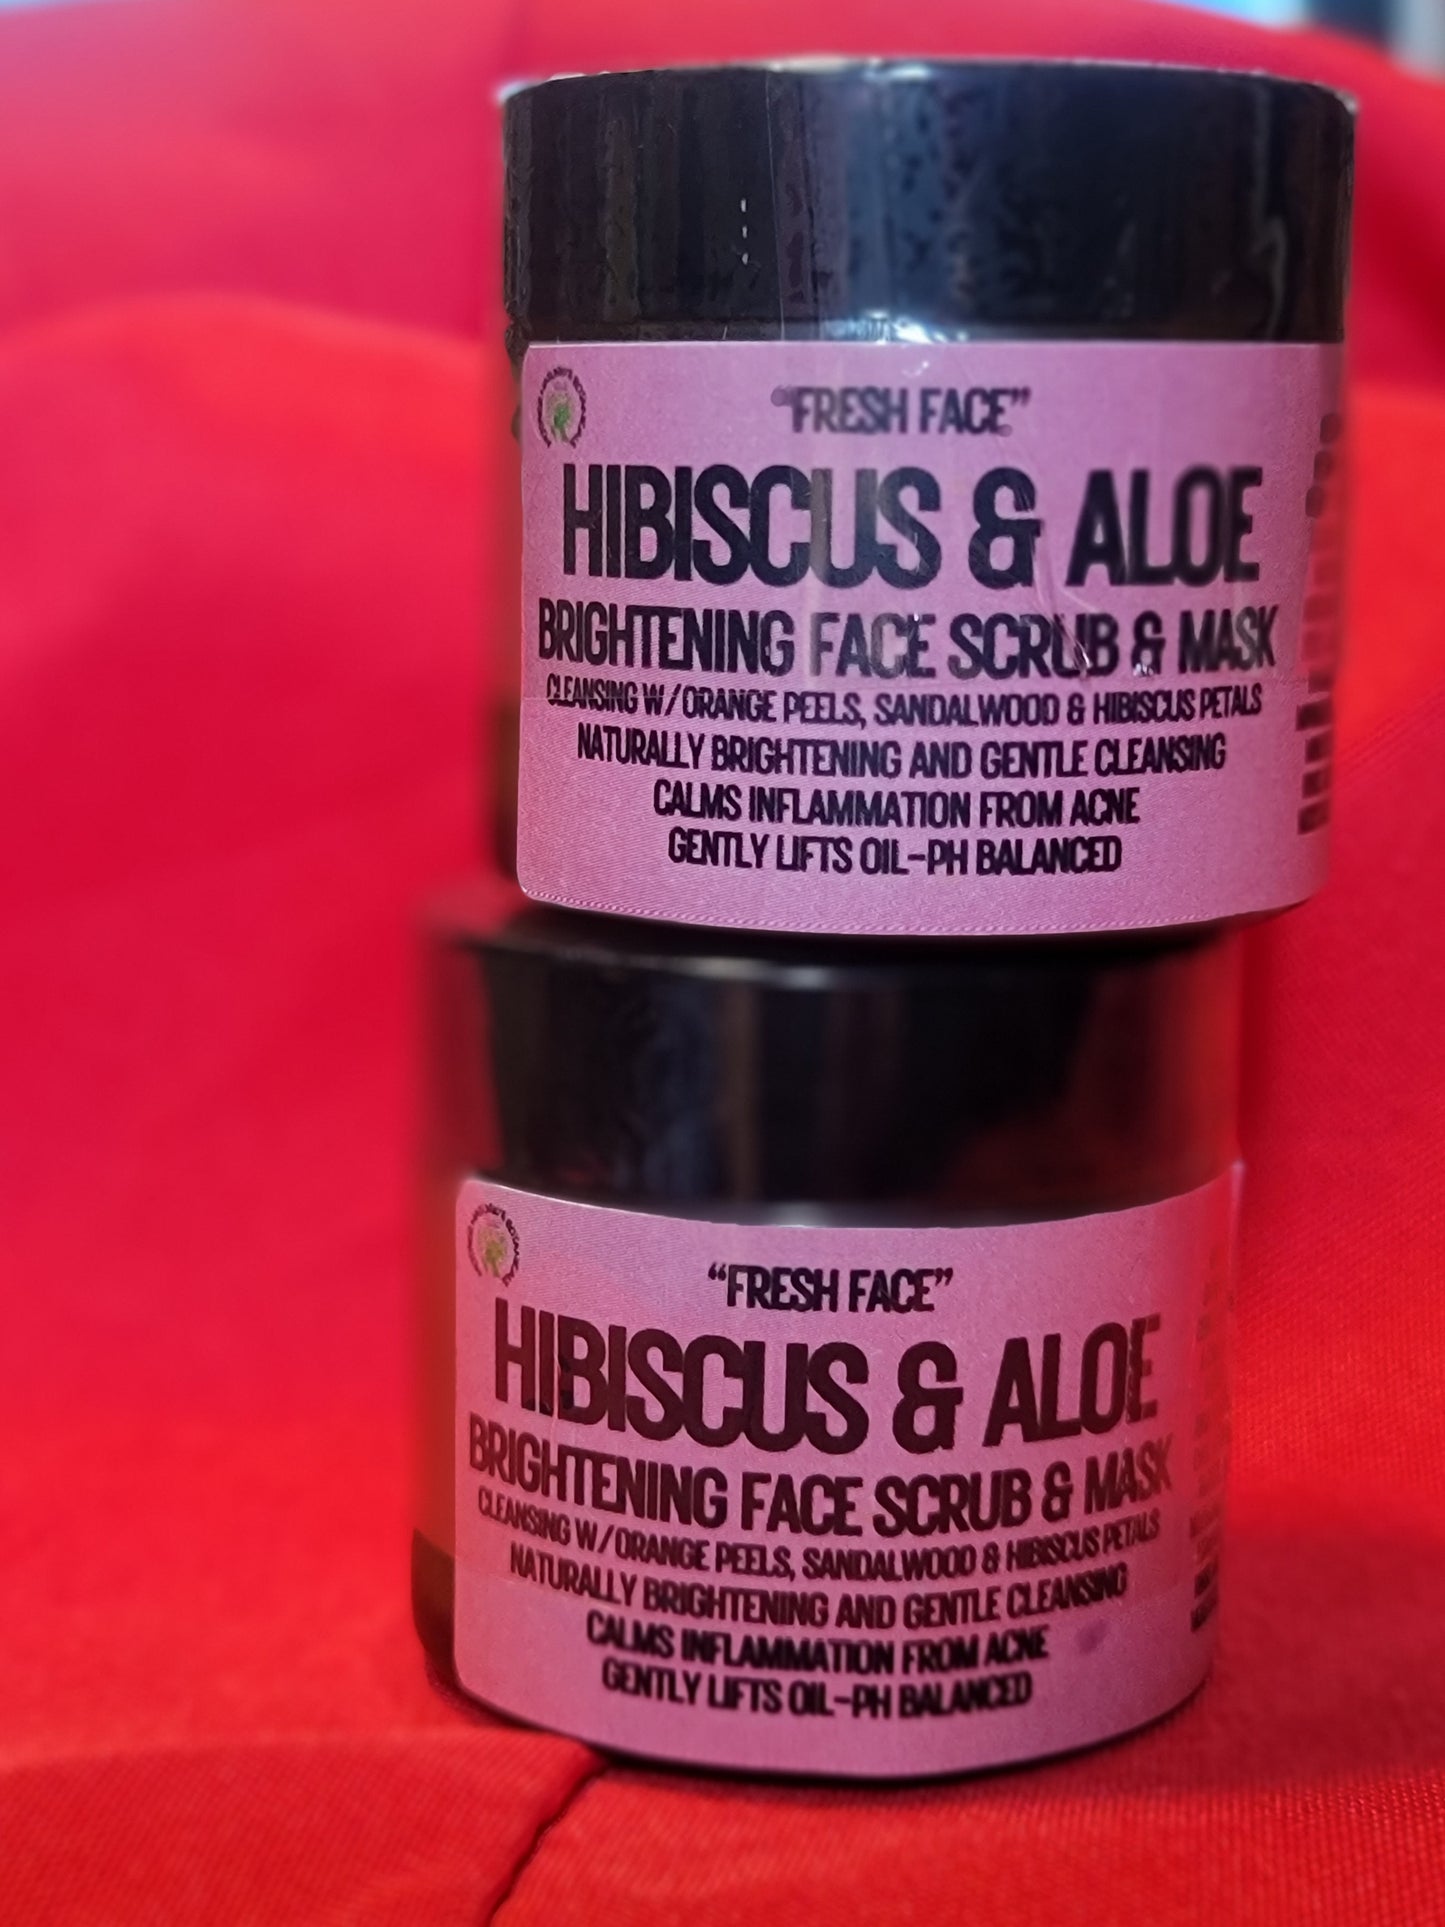 "FRESH FACE"
HIBISCUS & ALOE
BRIGHTENING FACE SCRUB & MASK
CLEANSING W/ORANGE PEELS, SANDALWOOD & HIBISCUS PETALS
NATURALLY BRIGHTENING AND GENTLE CLEANSING
CALMS INFLAMMATION FROM ACNE
GENTLY LIFTS OIL-PH BALANCED
"FRESH FACE"
HIBISCUS & ALOE
BRIGHTENING FACE SCRUB & MASK
CLEANSING W/ORANGE PEELS, SANDALWOOD & HIBISCUS PETALS
NATURALLY BRIGHTENING AND GENTLE CLEANSING
CALMS INFLAMMATION FROM ACNE
GENTLY LIFTS OIL-PH BALANCED